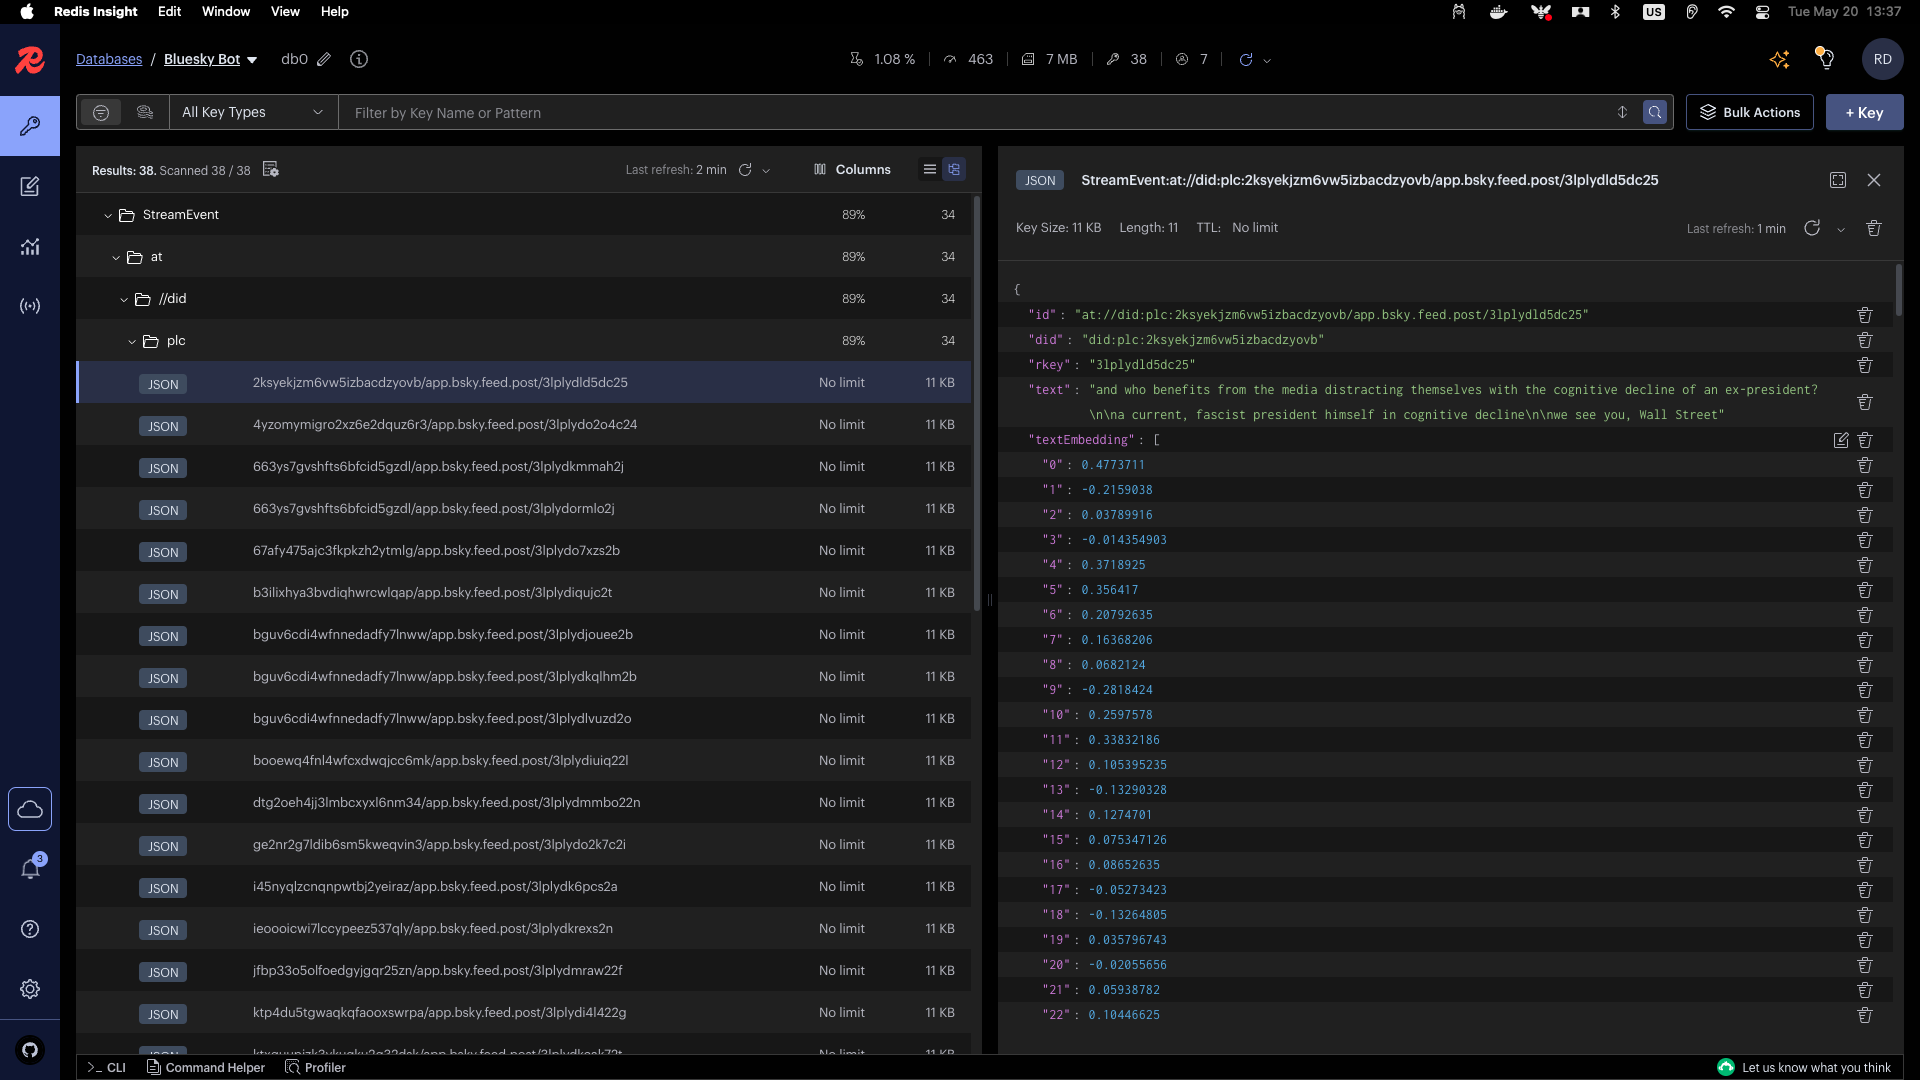 Redis Insight Edit Window View Help US Tue May 20 13:37
Databases / Bluesky Bot db0 1.08 % 463 7 MB 38 7 RD
All Key Types Filter by Key Name or Pattern Bulk Actions + Key
Results: 38. Scanned 38 / 38 Last refresh: 2 min Columns
StreamEvent 89% 34
at 89% 34
//did 89% 34
plc 89% 34
JSON 2ksyekjzm6vw5izbacdzyovb/app.bsky.feed.post/3lplydld5dc25 No limit 11 KB
JSON 4yzomymigro2xz6e2dquz6r3/app.bsky.feed.post/3lplydo2o4c24 No limit 11 KB
JSON 663ys7gvshfts6bfcid5gzdl/app.bsky.feed.post/3lplydkmmah2j No limit 11 KB
JSON 663ys7gvshfts6bfcid5gzdl/app.bsky.feed.post/3lplydormlo2j No limit 11 KB
JSON 67afy475ajc3fkpkzh2ytmlg/app.bsky.feed.post/3lplydo7xzs2b No limit 11 KB
JSON b3ilixhya3bvdiqhwrcwlqap/app.bsky.feed.post/3lplydiqujc2t No limit 11 KB
JSON bguv6cdi4wfnnedadfy7lnww/app.bsky.feed.post/3lplydjouee2b No limit 11 KB
JSON bguv6cdi4wfnnedadfy7lnww/app.bsky.feed.post/3lplydkqlhm2b No limit 11 KB
JSON bguv6cdi4wfnnedadfy7lnww/app.bsky.feed.post/3lplydlvuzd2o No limit 11 KB
JSON booewq4fnl4wfcxdwqjcc6mk/app.bsky.feed.post/3lplydiuiq22l No limit 11 KB
JSON dtg2oeh4jj3lmbcxyxl6nm34/app.bsky.feed.post/3lplydmmbo22n No limit 11 KB
JSON ge2nr2g7ldib6sm5kweqvin3/app.bsky.feed.post/3lplydo2k7c2i No limit 11 KB
JSON i45nyqlzcnqnpwtbj2yeiraz/app.bsky.feed.post/3lplydk6pcs2a No limit 11 KB
JSON ieoooicwi7lccypeez537qly/app.bsky.feed.post/3lplydkrexs2n No limit 11 KB
JSON jfbp33o5olfoedgyjgqr25zn/app.bsky.feed.post/3lplydmraw22f No limit 11 KB
JSON ktp4du5tgwaqkqfaooxswrpa/app.bsky.feed.post/3lplydi4l422g No limit 11 KB
JSON StreamEvent:at://did:plc:2ksyekjzm6vw5izbacdzyovb/app.bsky.feed.post/3lplydld5dc25
Key Size: 11 KB Length: 11 TTL: No limit Last refresh: 1 min
{
"id" : "at://did:plc:2ksyekjzm6vw5izbacdzyovb/app.bsky.feed.post/3lplydld5dc25"
"did" : "did:plc:2ksyekjzm6vw5izbacdzyovb"
"rkey" : "3lplydld5dc25"
"text" : "and who benefits from the media distracting themselves with the cognitive decline of an ex-president?
\n\na current, fascist president himself in cognitive decline\n\nwe see you, Wall Street"
"textEmbedding" : [
"0" : 0.4773711
"1" : -0.2159038
"2" : 0.03789916
"3" : -0.014354903
"4" : 0.3718925
"5" : 0.356417
"6" : 0.20792635
"7" : 0.16368206
"8" : 0.0682124
"9" : -0.2818424
"10" : 0.2597578
"11" : 0.33832186
"12" : 0.105395235
"13" : -0.13290328
"14" : 0.1274701
"15" : 0.075347126
"16" : 0.08652635
"17" : -0.05273423
"18" : -0.13264805
"19" : 0.035796743
"20" : -0.02055656
"21" : 0.05938782
"22" : 0.10446625
3
>_ CLI Command Helper Profiler Let us know what you think